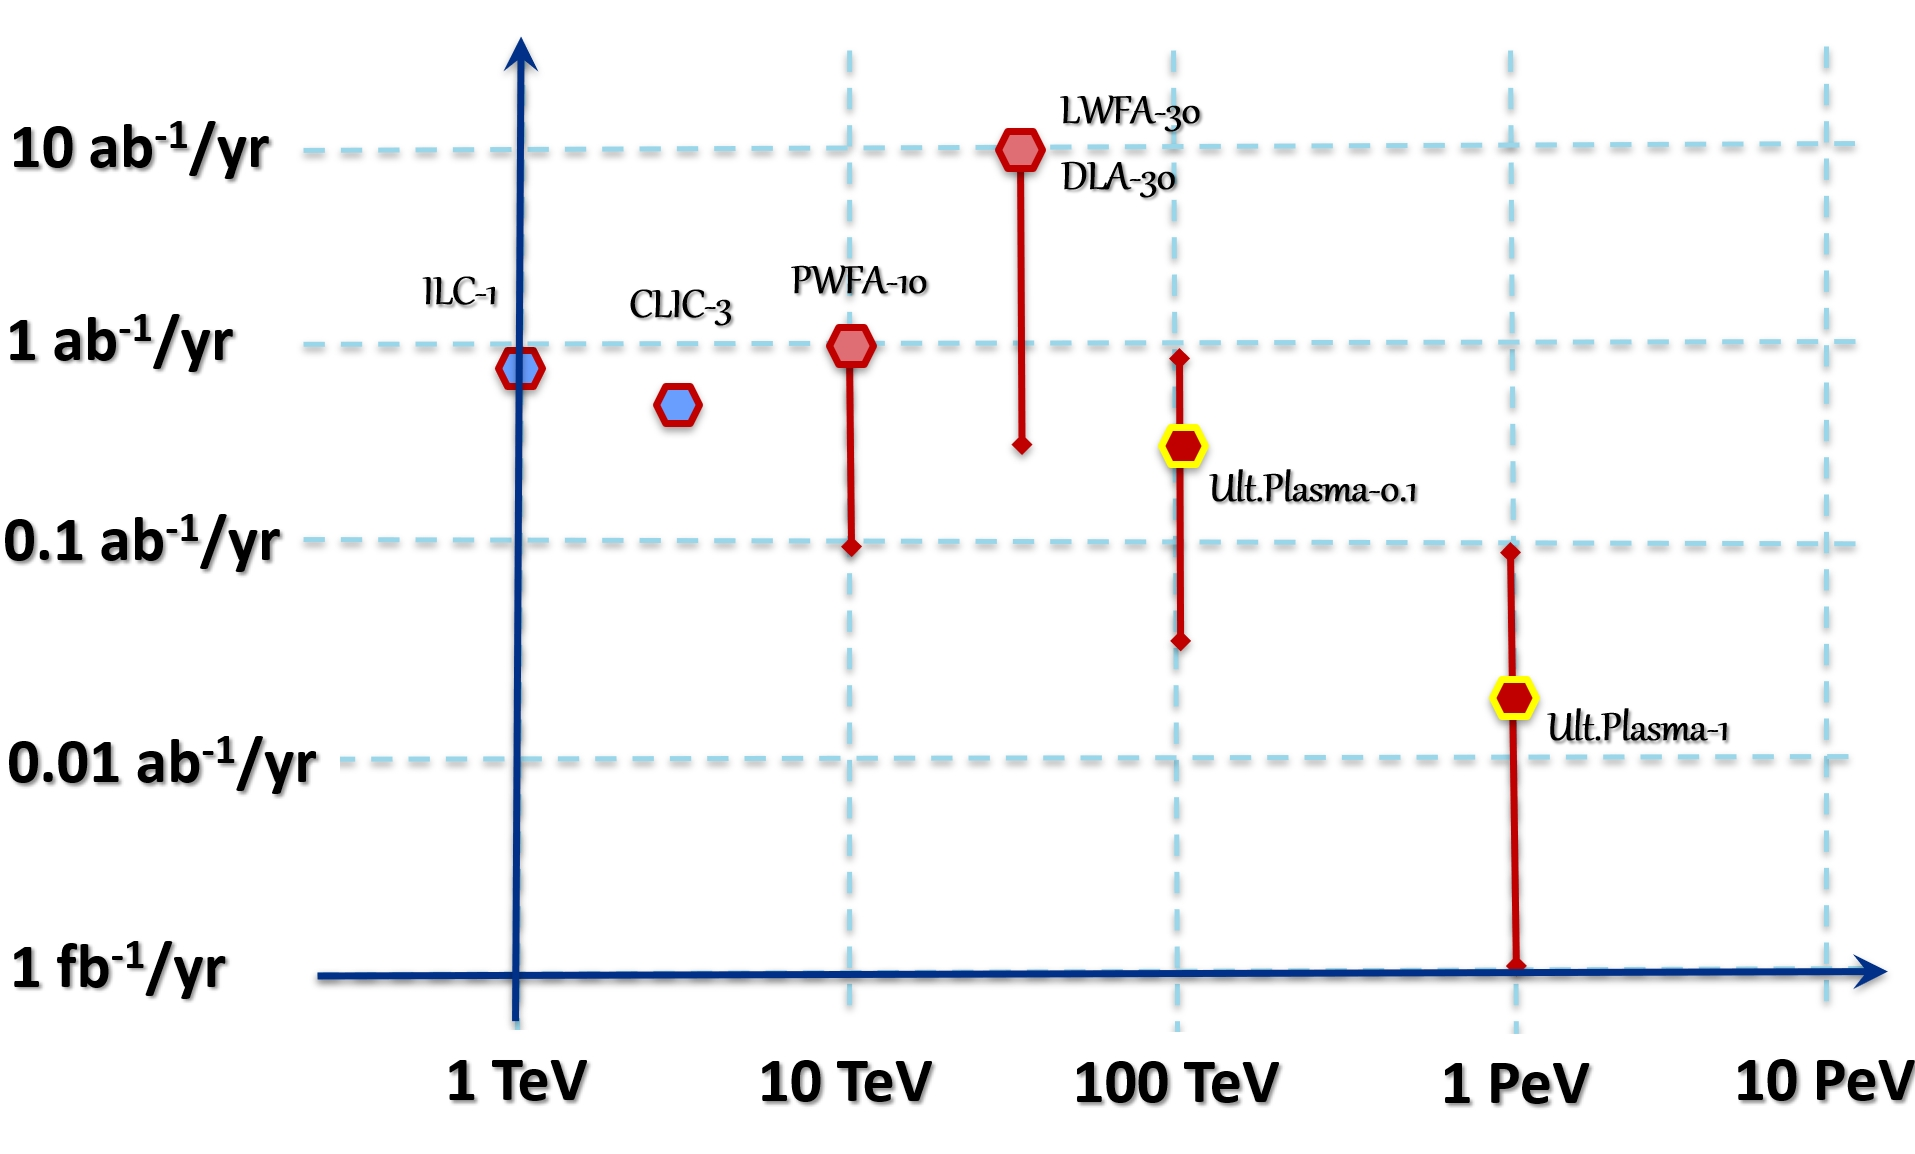 10 ab⁻¹/yr
LWFA-30
DLA-30
ILC-1
CLIC-3
PWFA-10
1 ab⁻¹/yr
Ult.Plasma-0.1
0.1 ab⁻¹/yr
Ult.Plasma-1
0.01 ab⁻¹/yr
1 fb⁻¹/yr
1 TeV
10 TeV
100 TeV
1 PeV
10 PeV